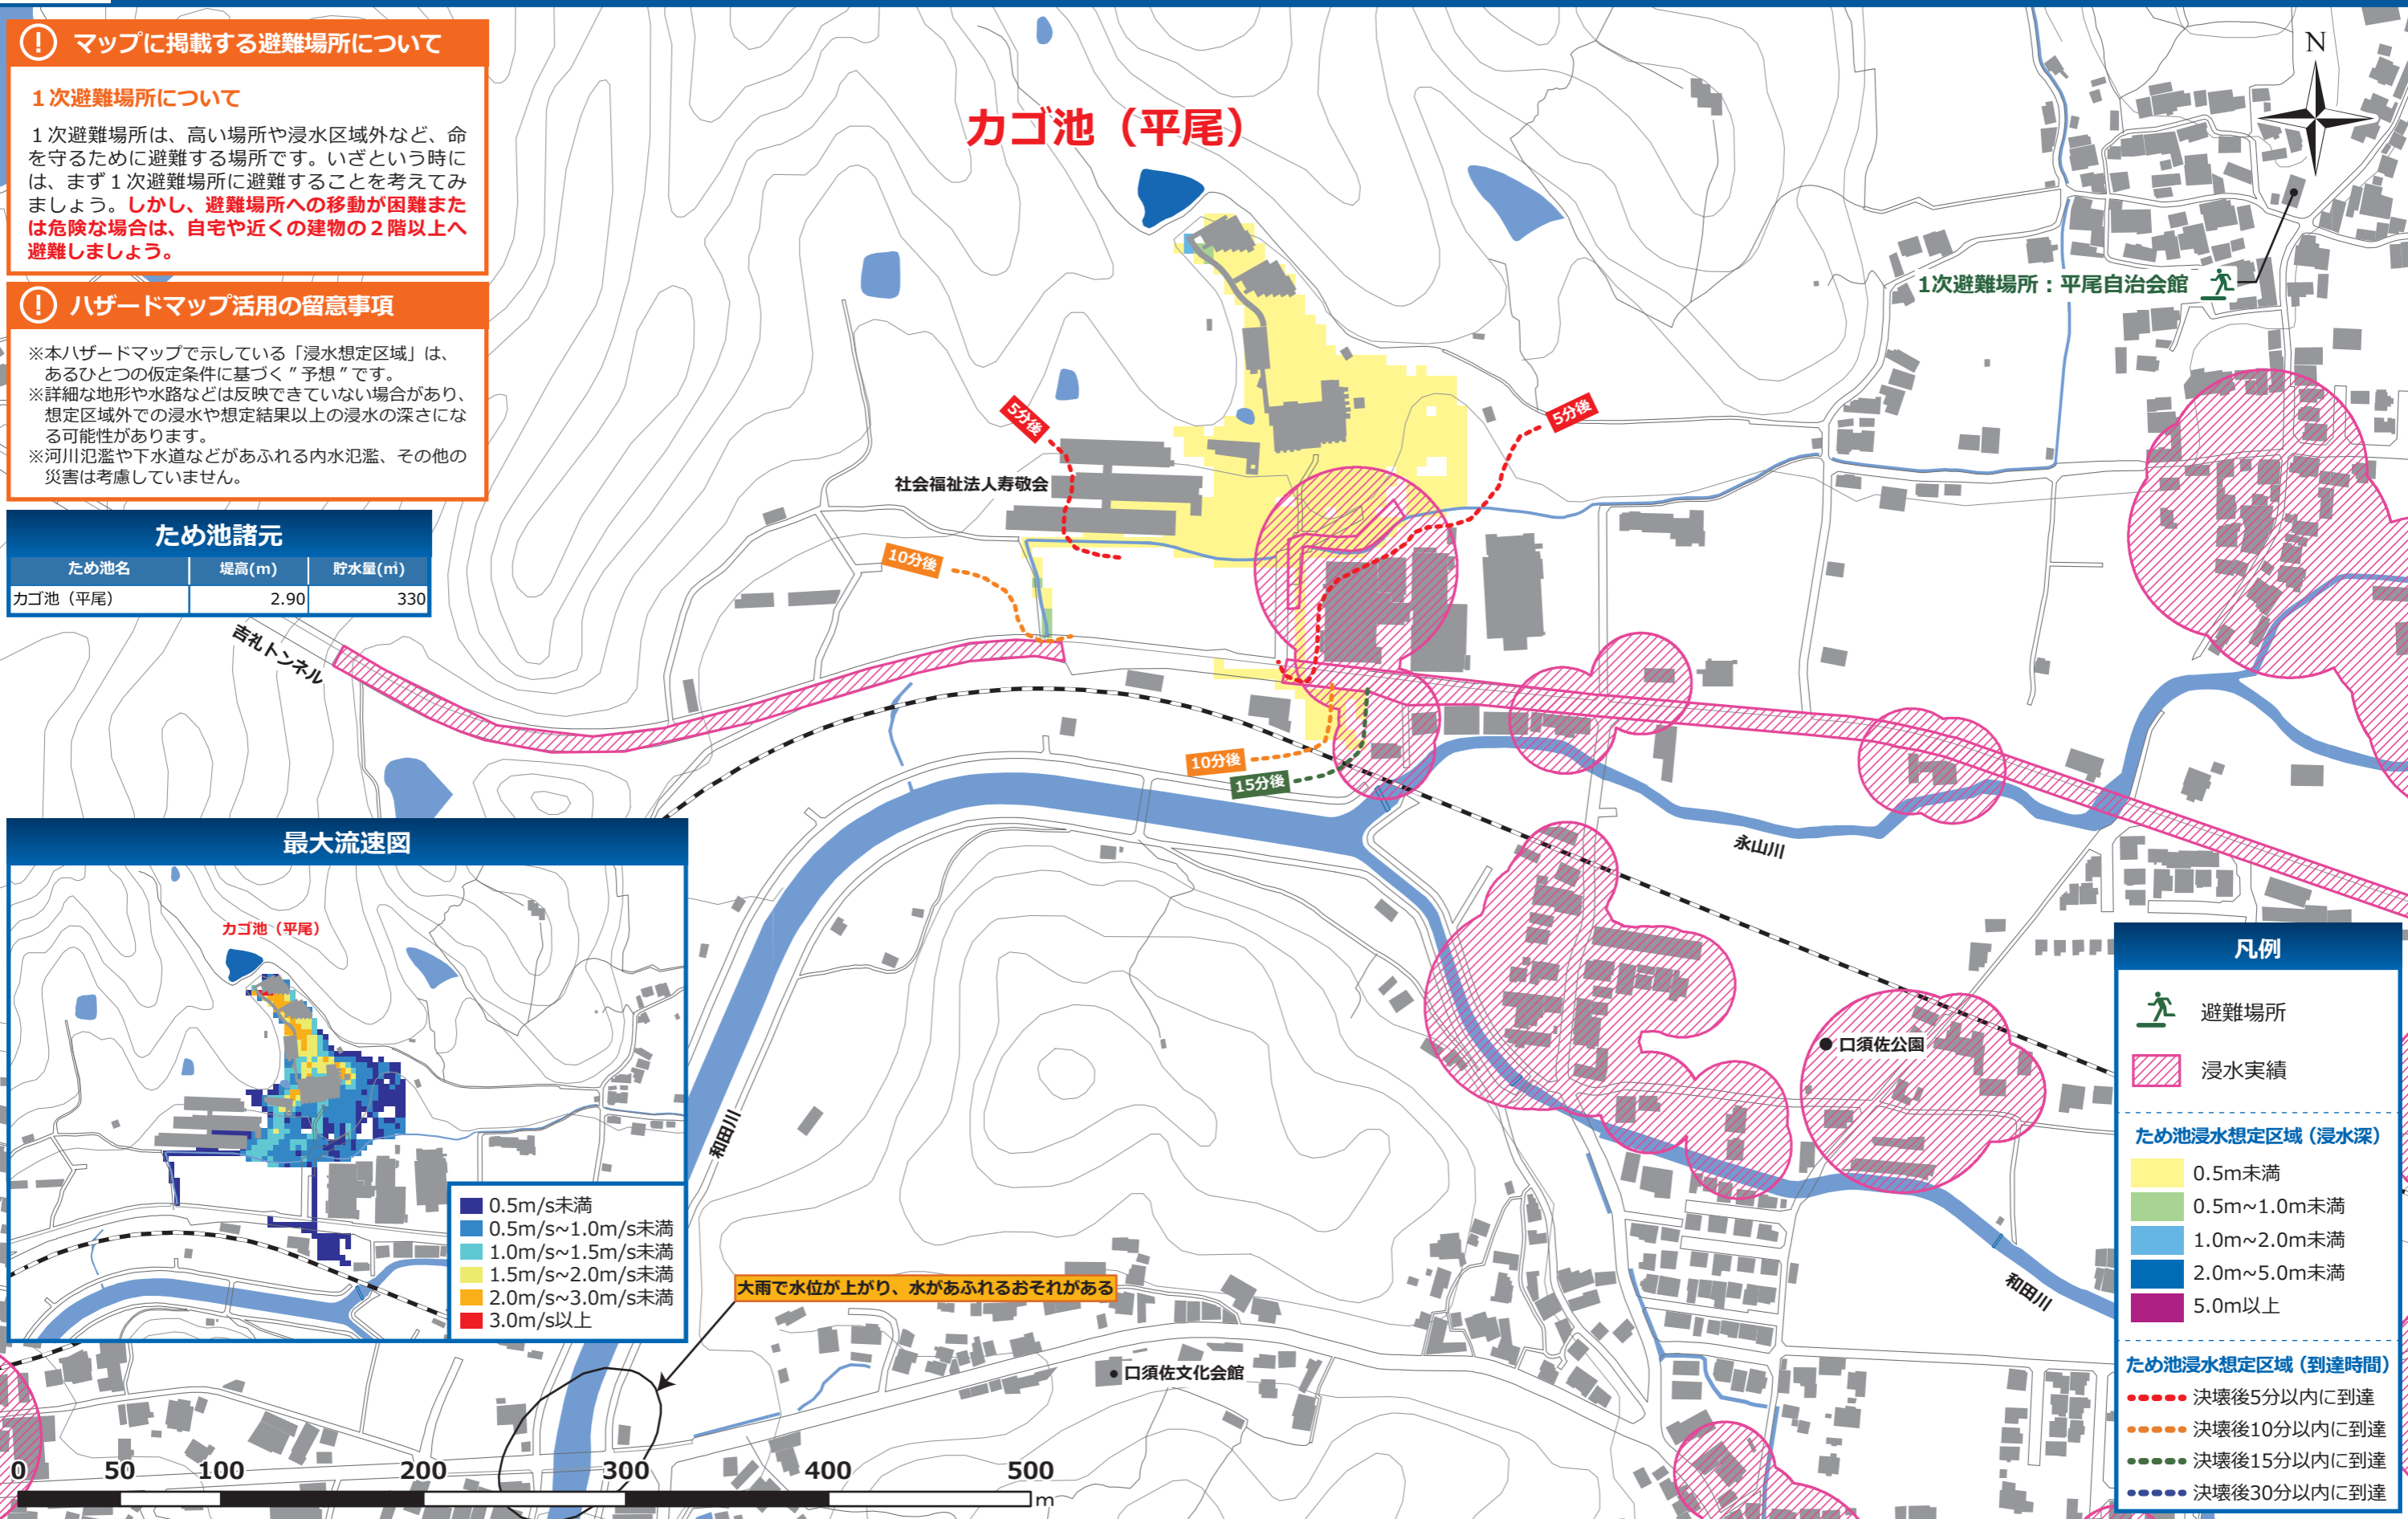 マップに掲載する避難場所について
1次避難場所について
1次避難場所は、高い場所や浸水区域外など、命
を守るために避難する場所です。いざという時に
は、まず1次避難場所に避難することを考えてみ
ましょう。しかし、避難場所への移動が困難また
は危険な場合は、自宅や近くの建物の2階以上へ
避難しましょう。
ハザードマップ活用の留意事項
※本ハザードマップで示している「浸水想定区域」は、
あるひとつの仮定条件に基づく"予想"です。
※詳細な地形や水路などは反映できていない場合があり、
想定区域外での浸水や想定結果以上の浸水の深さにな
る可能性があります。
※河川氾濫や下水道などがあふれる内水氾濫、その他の
災害は考慮していません。
ため池諸元
ため池名 堤高(m) 貯水量(㎥)
カゴ池（平尾） 2.90 330
カゴ池（平尾）
N
1次避難場所：平尾自治会館
5分後
5分後
社会福祉法人寿敬会
10分後
吉礼トンネル
10分後
15分後
永山川
和田川
口須佐公園
和田川
大雨で水位が上がり、水があふれるおそれがある
口須佐文化会館
最大流速図
カゴ池（平尾）
0.5m/s未満
0.5m/s~1.0m/s未満
1.0m/s~1.5m/s未満
1.5m/s~2.0m/s未満
2.0m/s~3.0m/s未満
3.0m/s以上
凡例
避難場所
浸水実績
ため池浸水想定区域（浸水深）
0.5m未満
0.5m~1.0m未満
1.0m~2.0m未満
2.0m~5.0m未満
5.0m以上
ため池浸水想定区域（到達時間）
決壊後5分以内に到達
決壊後10分以内に到達
決壊後15分以内に到達
決壊後30分以内に到達
0 50 100 200 300 400 500
m